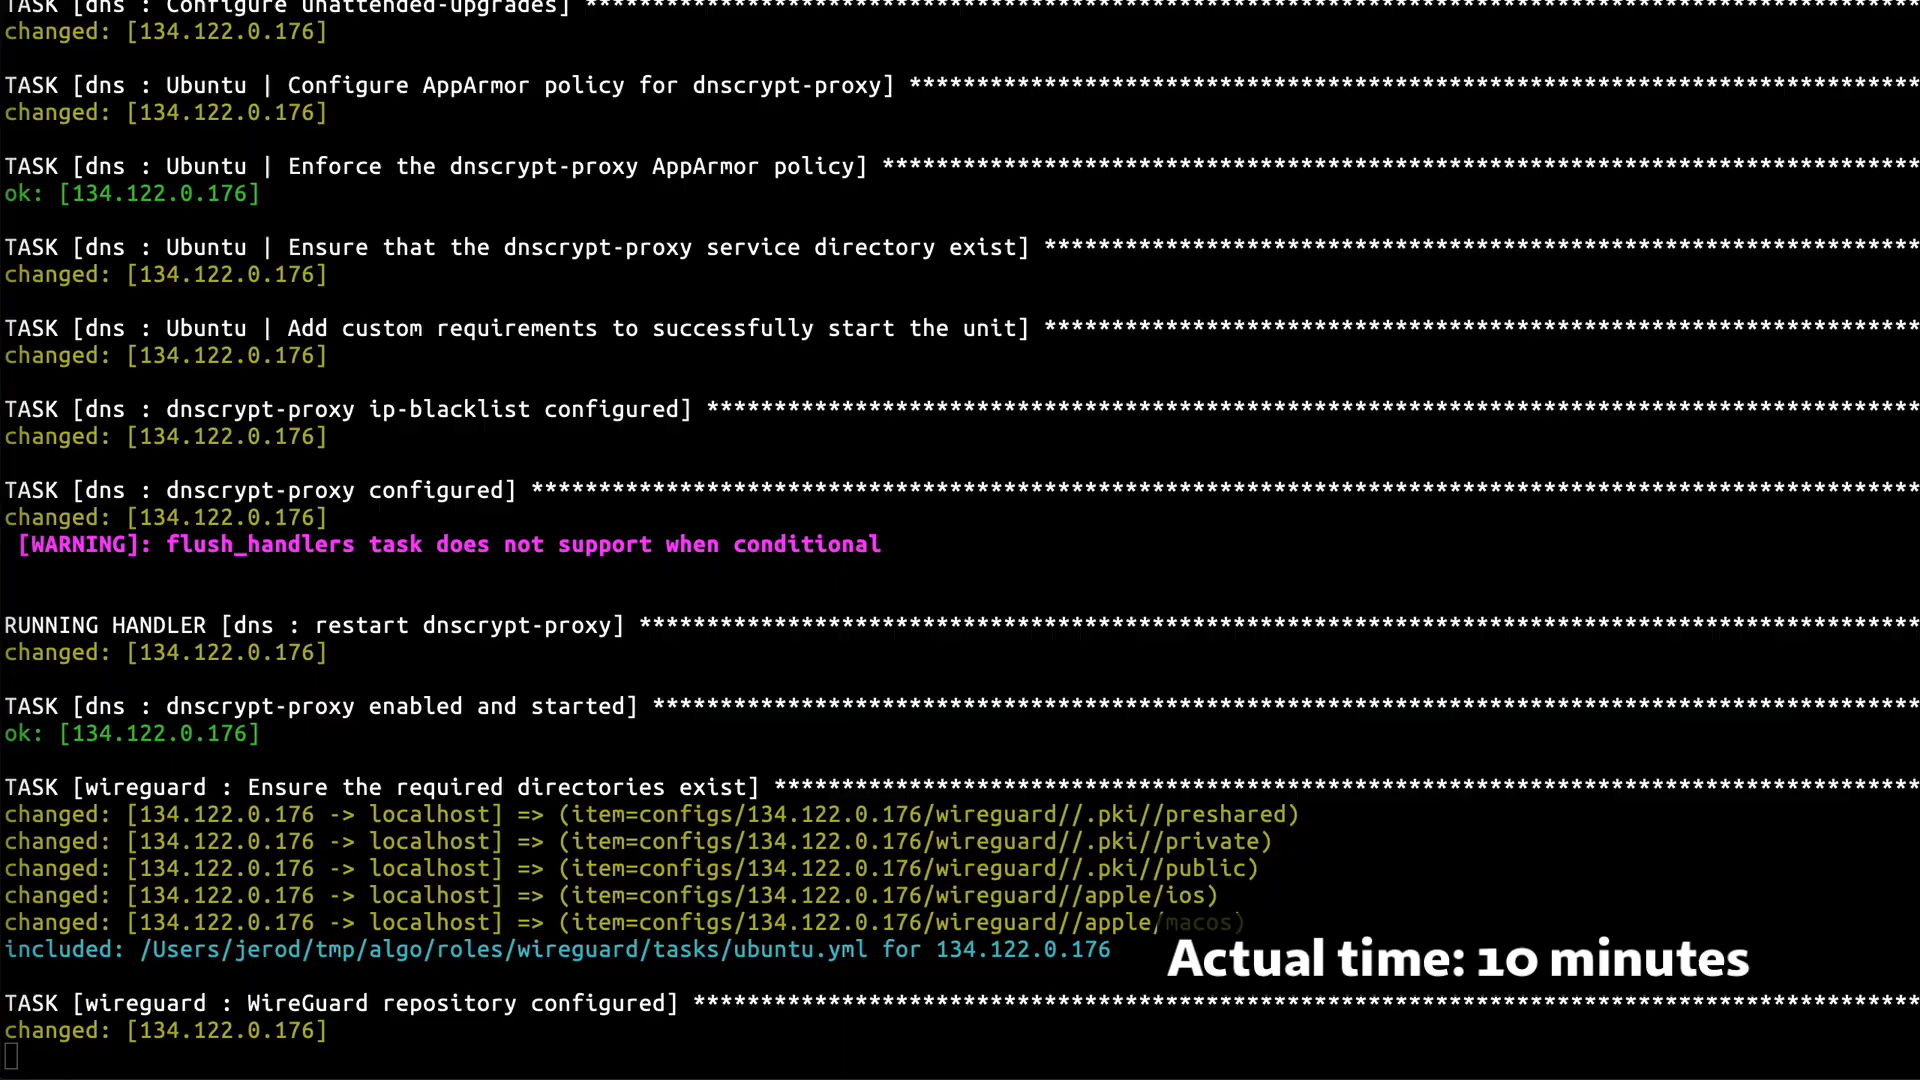 TASK [dns : Configure unattended-upgrades] ***************************************************************************************************
changed: [134.122.0.176]
TASK [dns : Ubuntu | Configure AppArmor policy for dnscrypt-proxy] ***************************************************************************
changed: [134.122.0.176]
TASK [dns : Ubuntu | Enforce the dnscrypt-proxy AppArmor policy] *****************************************************************************
ok: [134.122.0.176]
TASK [dns : Ubuntu | Ensure that the dnscrypt-proxy service directory exist] *****************************************************************
changed: [134.122.0.176]
TASK [dns : Ubuntu | Add custom requirements to successfully start the unit] *****************************************************************
changed: [134.122.0.176]
TASK [dns : dnscrypt-proxy ip-blacklist configured] ******************************************************************************************
changed: [134.122.0.176]
TASK [dns : dnscrypt-proxy configured] *******************************************************************************************************
changed: [134.122.0.176]
[WARNING]: flush_handlers task does not support when conditional
RUNNING HANDLER [dns : restart dnscrypt-proxy] ***********************************************************************************************
changed: [134.122.0.176]
TASK [dns : dnscrypt-proxy enabled and started] **********************************************************************************************
ok: [134.122.0.176]
TASK [wireguard : Ensure the required directories exist] *************************************************************************************
changed: [134.122.0.176 -> localhost] => (item=configs/134.122.0.176/wireguard//.pki//preshared)
changed: [134.122.0.176 -> localhost] => (item=configs/134.122.0.176/wireguard//.pki//private)
changed: [134.122.0.176 -> localhost] => (item=configs/134.122.0.176/wireguard//.pki//public)
changed: [134.122.0.176 -> localhost] => (item=configs/134.122.0.176/wireguard//apple/ios)
changed: [134.122.0.176 -> localhost] => (item=configs/134.122.0.176/wireguard//apple/macos)
included: /Users/jerod/tmp/algo/roles/wireguard/tasks/ubuntu.yml for 134.122.0.176
Actual time: 10 minutes
TASK [wireguard : WireGuard repository configured] *******************************************************************************************
changed: [134.122.0.176]